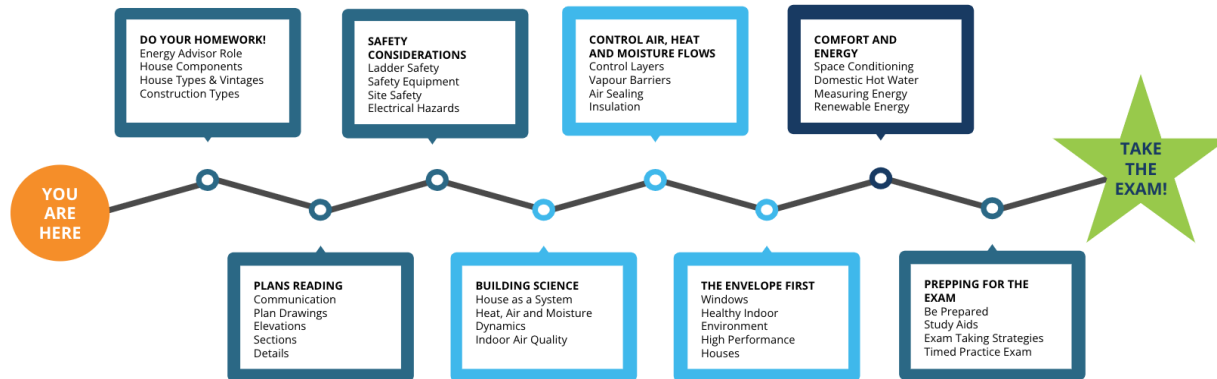 YOU
ARE
HERE
DO YOUR HOMEWORK!
Energy Advisor Role
House Components
House Types & Vintages
Construction Types
PLANS READING
Communication
Plan Drawings
Elevations
Sections
Details
SAFETY
CONSIDERATIONS
Ladder Safety
Safety Equipment
Site Safety
Electrical Hazards
BUILDING SCIENCE
House as a System
Heat, Air and Moisture
Dynamics
Indoor Air Quality
CONTROL AIR, HEAT
AND MOISTURE FLOWS
Control Layers
Vapour Barriers
Air Sealing
Insulation
THE ENVELOPE FIRST
Windows
Healthy Indoor
Environment
High Performance
Houses
COMFORT AND
ENERGY
Space Conditioning
Domestic Hot Water
Measuring Energy
Renewable Energy
PREPPING FOR THE
EXAM
Be Prepared
Study Aids
Exam Taking Strategies
Timed Practice Exam
TAKE
THE
EXAM!